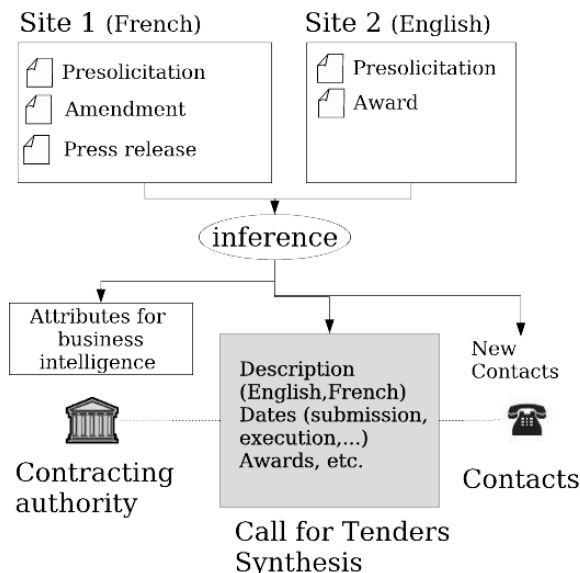 Site 1 (French)
Presolicitation
Amendment
Press release
Site 2 (English)
Presolicitation
Award
inference
Attributes for
business
intelligence
Description
(English,French)
Dates (submission,
execution,...)
Awards, etc.
New
Contacts
Contracting
authority
Contacts
Call for Tenders
Synthesis